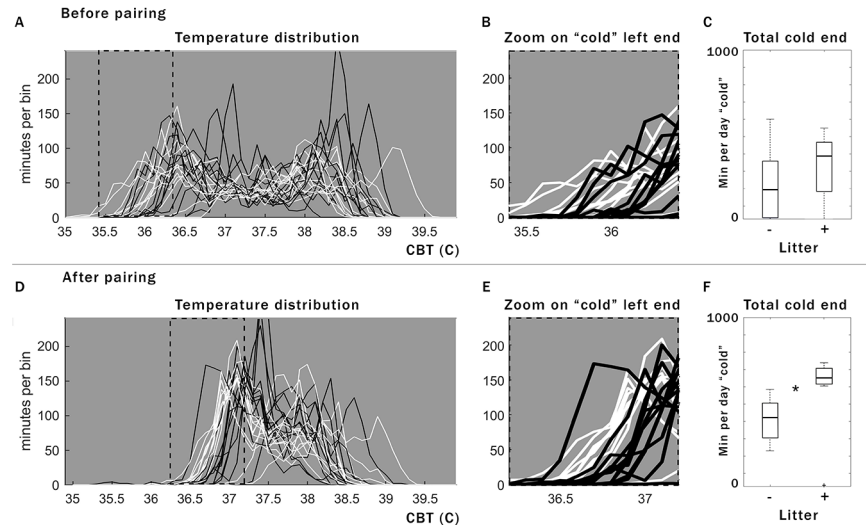 Before pairing
A
Temperature distribution
minutes per bin
200
150
100
50
0
35
35.5
36
36.5
37
37.5
38
38.5
39
39.5
CBT (C)
B
Zoom on “cold” left end
200
150
100
50
0
35.5
36
C
Total cold end
Min per day “cold”
1000
0
-
+
Litter
After pairing
D
Temperature distribution
minutes per bin
200
150
100
50
0
35
35.5
36
36.5
37
37.5
38
38.5
39
39.5
CBT (C)
E
Zoom on “cold” left end
200
150
100
50
0
36.5
37
F
Total cold end
Min per day “cold”
1000
0
*
-
+
Litter